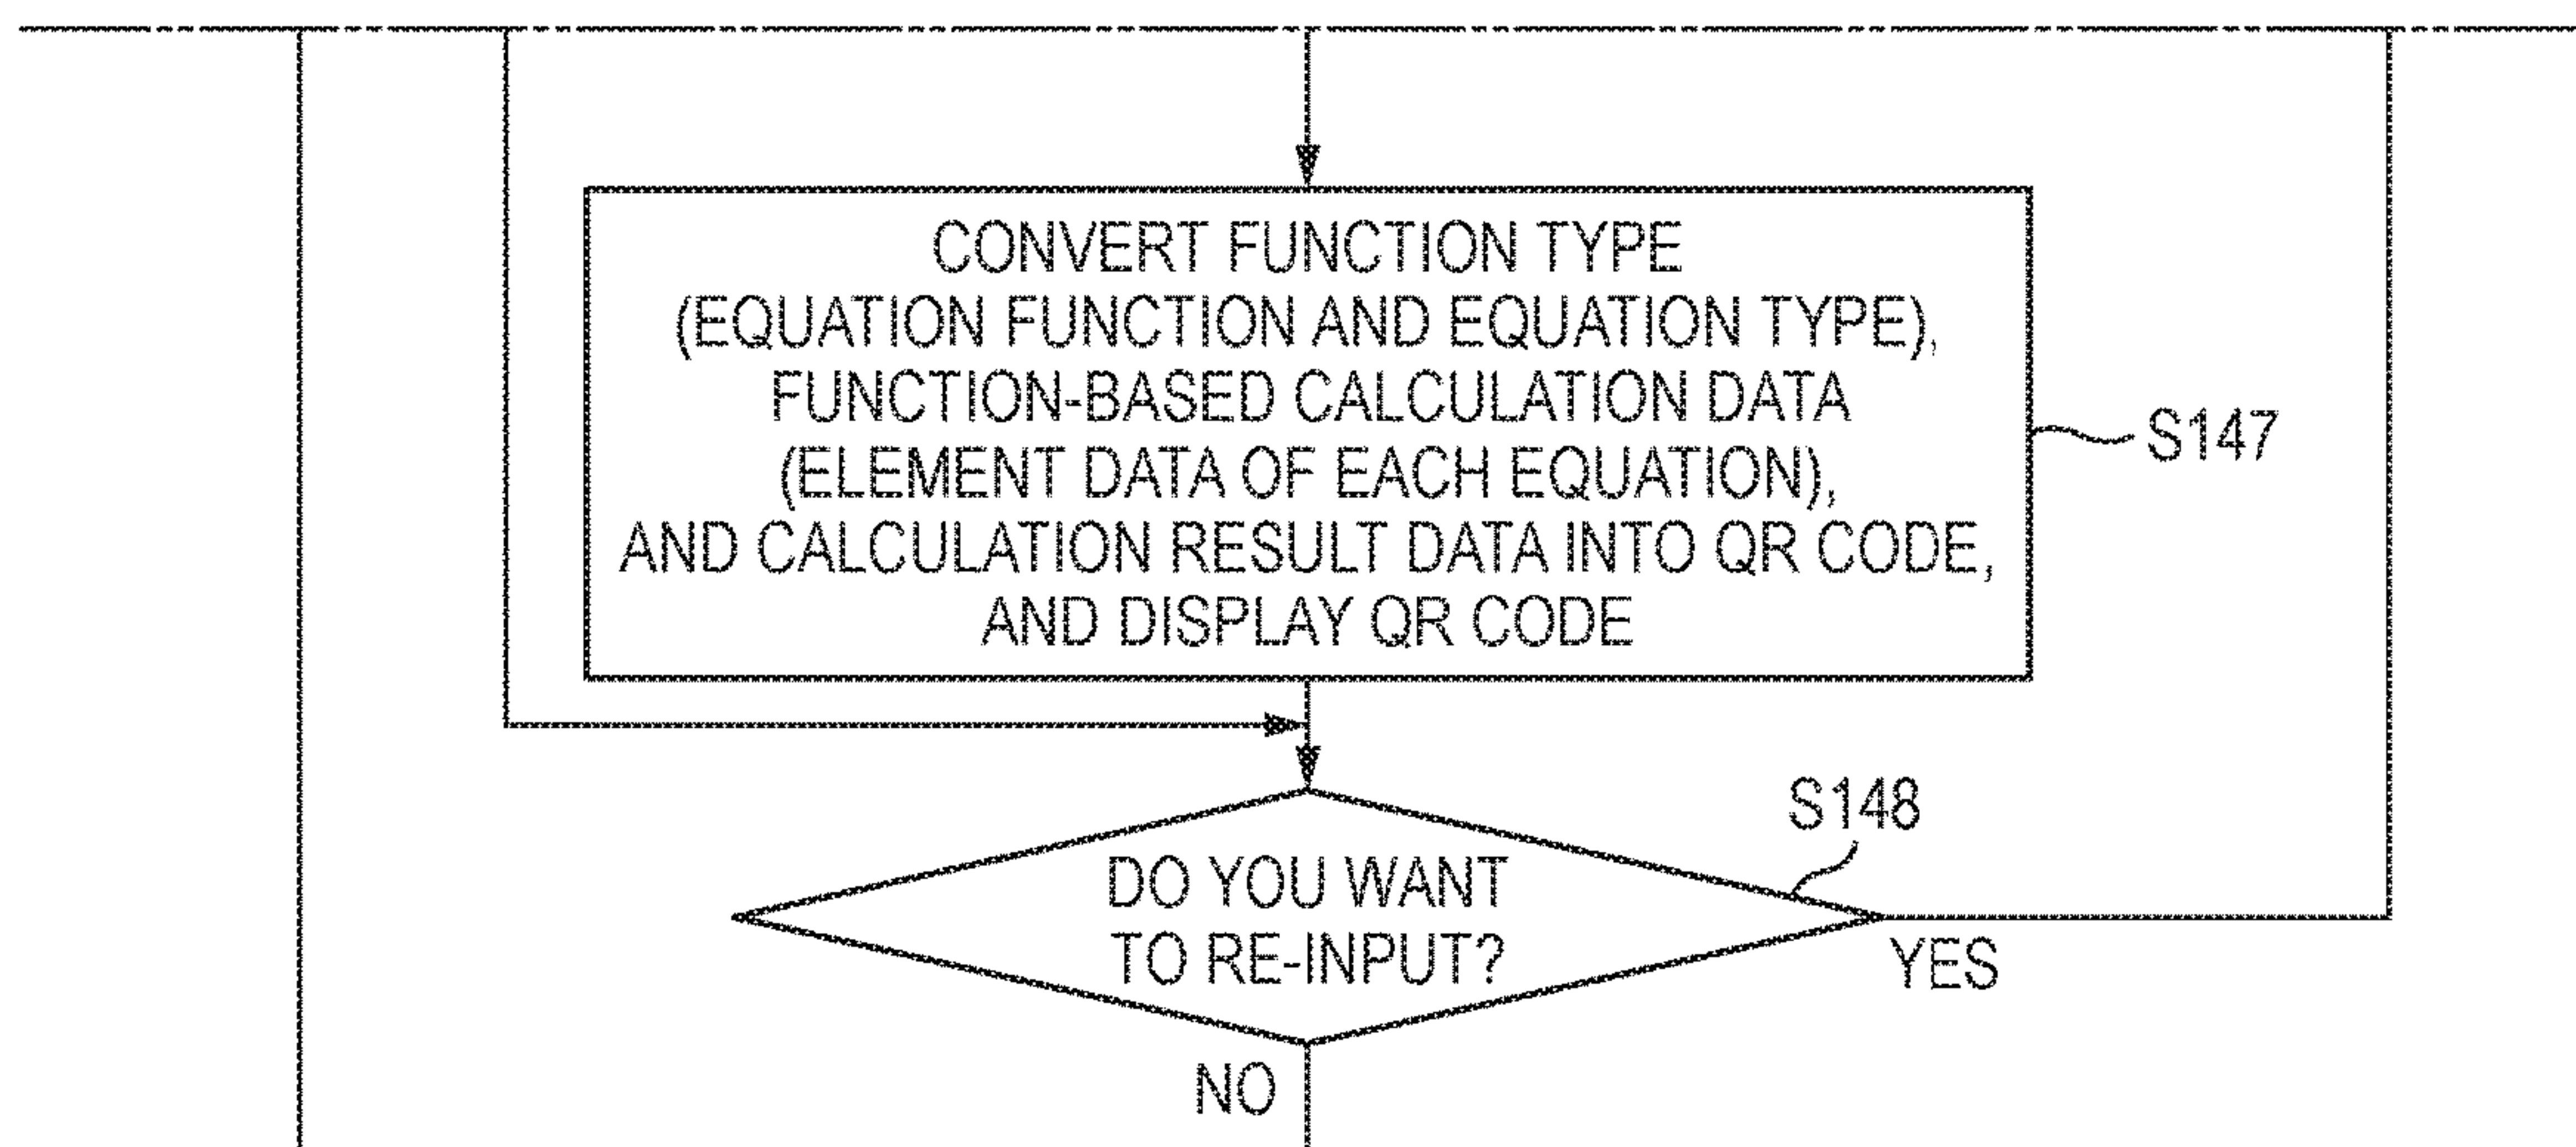 CONVERT FUNCTION TYPE
(EQUATION FUNCTION AND EQUATION TYPE),
FUNCTION-BASED CALCULATION DATA
(ELEMENT DATA OF EACH EQUATION),
AND CALCULATION RESULT DATA INTO QR CODE,
AND DISPLAY QR CODE
S147
S148
DO YOU WANT
TO RE-INPUT?
YES
NO